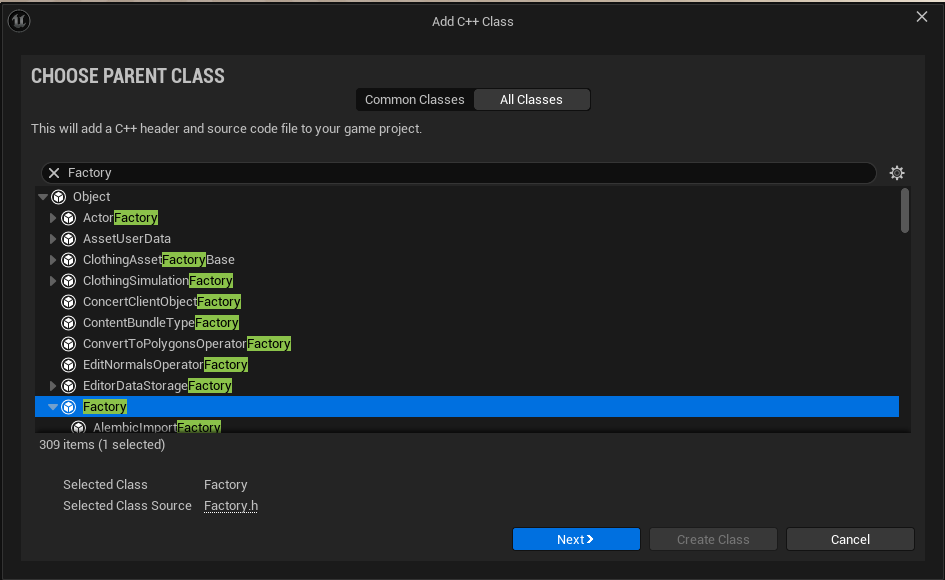 Add C++ Class
CHOOSE PARENT CLASS
Common Classes All Classes
This will add a C++ header and source code file to your game project.
Factory
Object
ActorFactory
AssetUserData
ClothingAssetFactoryBase
ClothingSimulationFactory
ConcertClientObjectFactory
ContentBundleTypeFactory
ConvertToPolygonsOperatorFactory
EditNormalsOperatorFactory
EditorDataStorageFactory
Factory
AlembicImportFactory
309 items (1 selected)
Selected Class Factory
Selected Class Source Factory.h
Next Create Class Cancel